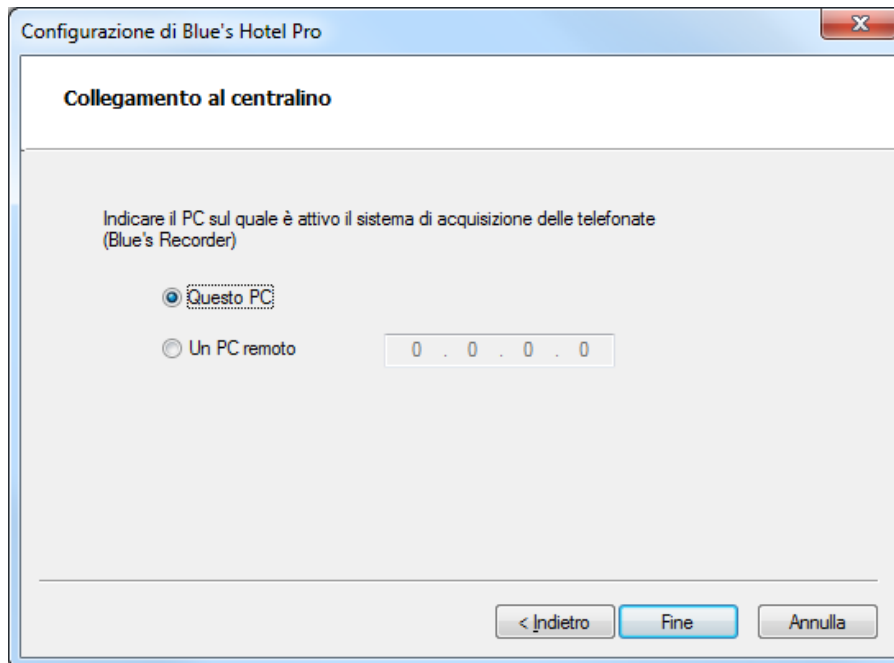 Configurazione di Blue's Hotel Pro
Collegamento al centralino
Indicare il PC sul quale è attivo il sistema di acquisizione delle telefonate
(Blue's Recorder)
Questo PC
Un PC remoto 0 . 0 . 0 . 0
< Indietro Fine Annulla